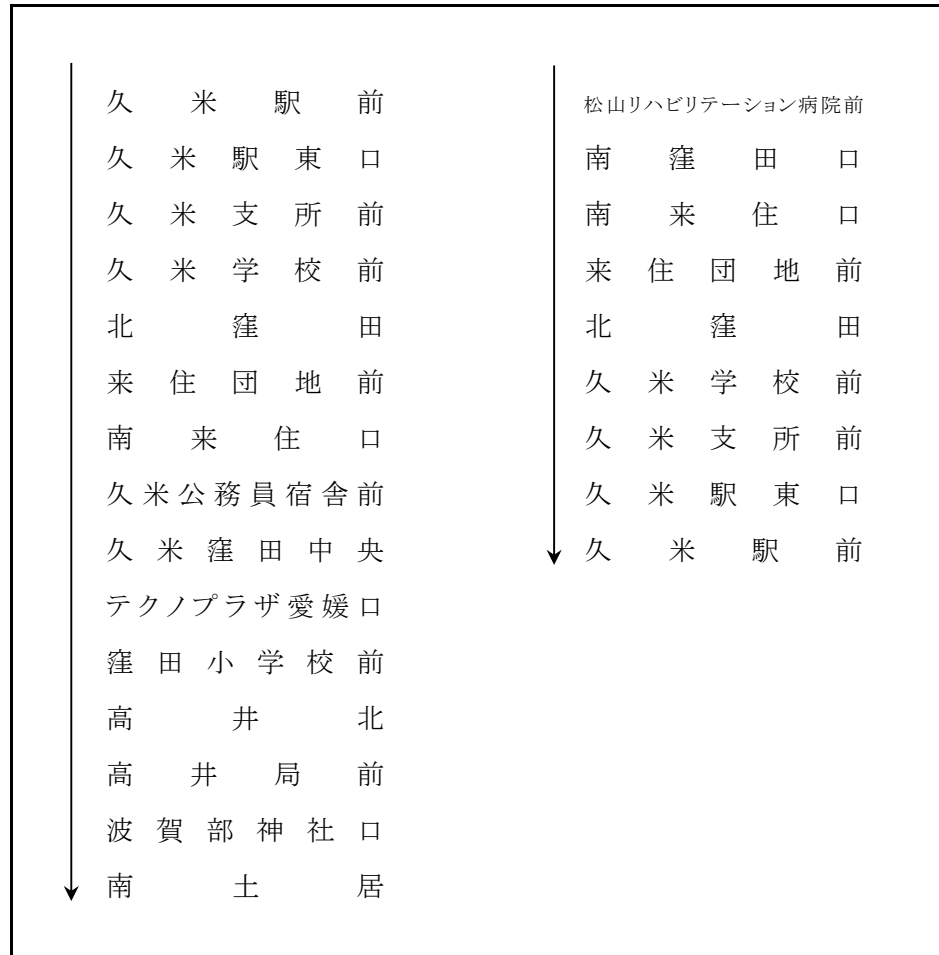 久米駅前
久米駅東口
久米支所前
久米学校前
北窪田
来住団地前
南来住口
久米公務員宿舎前
久米窪田中央
テクノプラザ愛媛口
窪田小学校前
高井北
高井局前
波賀部神社口
南土居
松山リハビリテーション病院前
南窪田口
南来住口
来住団地前
北窪田
久米学校前
久米支所前
久米駅東口
久米駅前